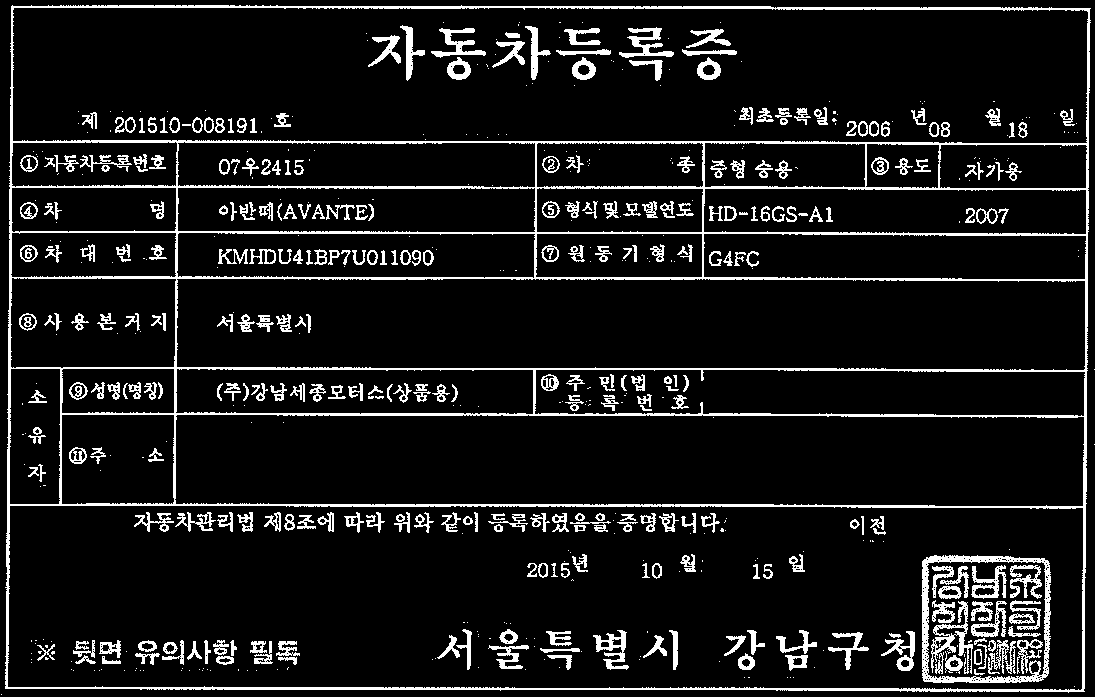 자동차등록증
제 201510-008191 호 최초등록일: 2006 년 08 월 18 일
① 자동차등록번호 07우2415 ② 차 종 중형 승용 ③ 용도 자가용
④ 차 명 아반떼(AVANTE) ⑤ 형식 및 모델연도 HD-16GS-A1 2007
⑥ 차 대 번 호 KMHDU41BP7U011090 ⑦ 원 동 기 형 식 G4FC
⑧ 사 용 본 거 지 서울특별시
소유자 ⑨ 성명(명칭) (주)강남세종모터스(상품용) ⑩ 주 민(법 인) 등 록 번 호
⑪ 주 소
자동차관리법 제8조에 따라 위와 같이 등록하였음을 증명합니다. 이전
2015년 10 월 15 일
※ 뒷면 유의사항 필독 서울특별시 강남구청장